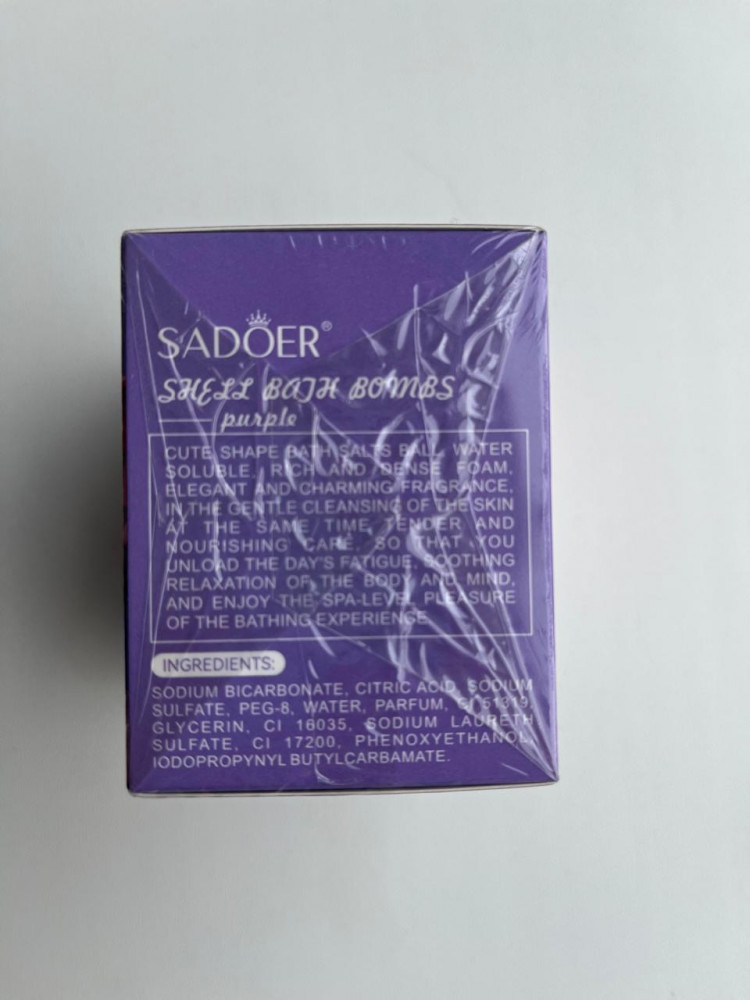 SADOER®
SHELL BATH BOMBS
purple
CUTE SHAPE BATH SALTS BALL, WATER
SOLUBLE, RICH AND DENSE FOAM,
ELEGANT AND CHARMING FRAGRANCE,
IN THE GENTLE CLEANSING OF THE SKIN
AT THE SAME TIME TENDER AND
NOURISHING CARE, SO THAT YOU
UNLOAD THE DAY'S FATIGUE, SOOTHING
RELAXATION OF THE BODY AND MIND,
AND ENJOY THE SPA-LEVEL PLEASURE
OF THE BATHING EXPERIENCE.
INGREDIENTS:
SODIUM BICARBONATE, CITRIC ACID, SODIUM
SULFATE, PEG-8, WATER, PARFUM, CI 51319,
GLYCERIN, CI 16035, SODIUM LAURETH
SULFATE, CI 17200, PHENOXYETHANOL,
IODOPROPYNYL BUTYLCARBAMATE.